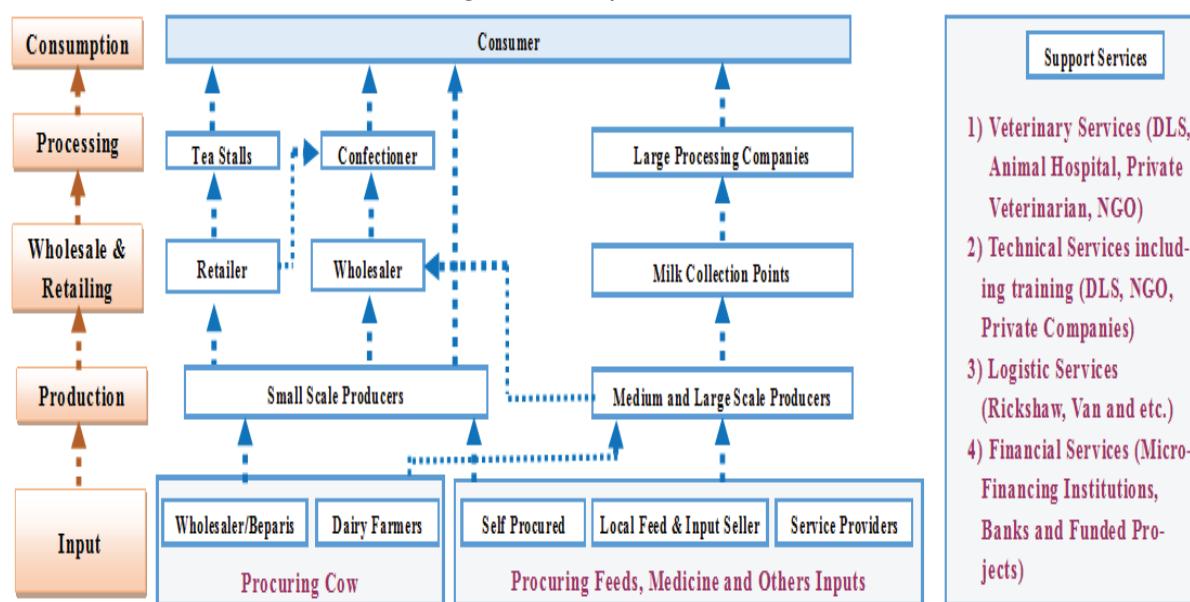 Consumption
Consumer
Support Services
Processing
Tea Stalls
Confectioner
Large Processing Companies
Wholesale &
Retailing
Retailer
Wholesaler
Milk Collection Points
Production
Small Scale Producers
Medium and Large Scale Producers
Input
Wholesaler/Beparis
Dairy Farmers
Procuring Cow
Self Procured
Local Feed & Input Seller
Service Providers
Procuring Feeds, Medicine and Others Inputs
1) Veterinary Services (DLS,
Animal Hospital, Private
Veterinarian, NGO)
2) Technical Services includ-
ing training (DLS, NGO,
Private Companies)
3) Logistic Services
(Rickshaw, Van and etc.)
4) Financial Services (Micro-
Financing Institutions,
Banks and Funded Pro-
jects)